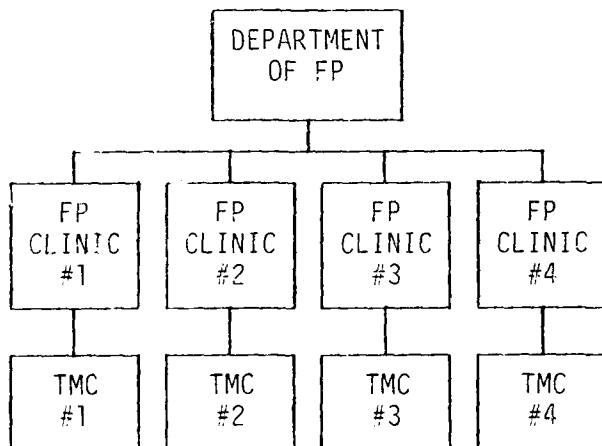 DEPARTMENT
OF FP
FP
CLINIC
#1
FP
CLINIC
#2
FP
CLINIC
#3
FP
CLINIC
#4
TMC
#1
TMC
#2
TMC
#3
TMC
#4